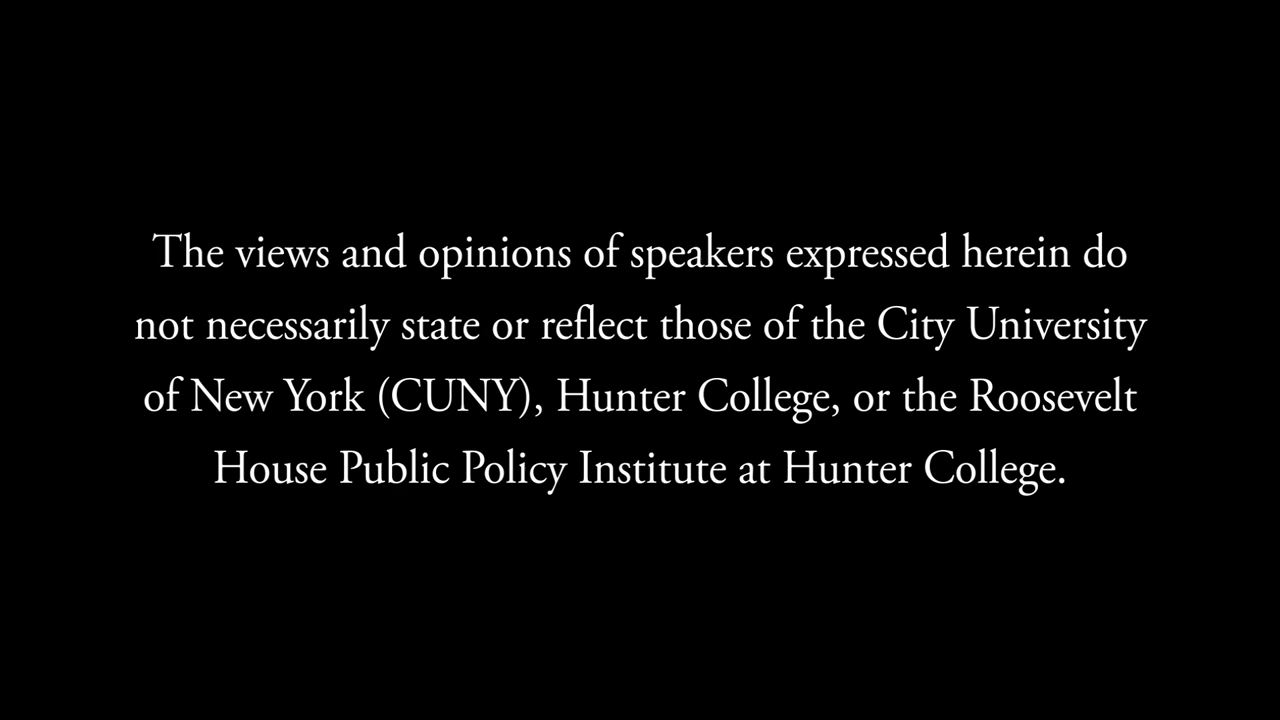 The views and opinions of speakers expressed herein do
not necessarily state or reflect those of the City University
of New York (CUNY), Hunter College, or the Roosevelt
House Public Policy Institute at Hunter College.